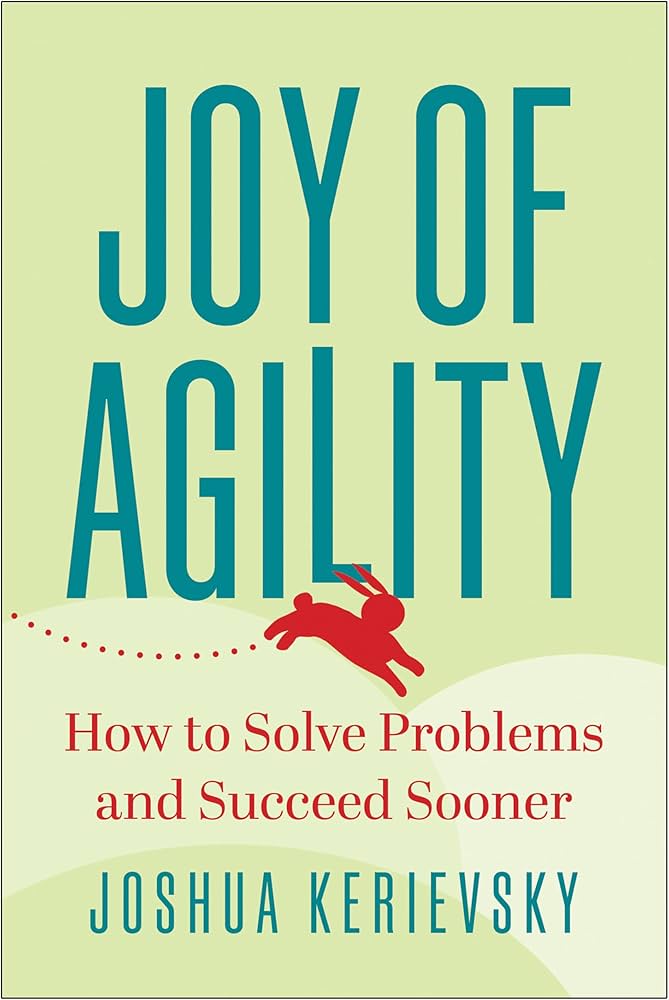 JOY OF
AGILITY
How to Solve Problems
and Succeed Sooner
JOSHUA KERIEVSKY